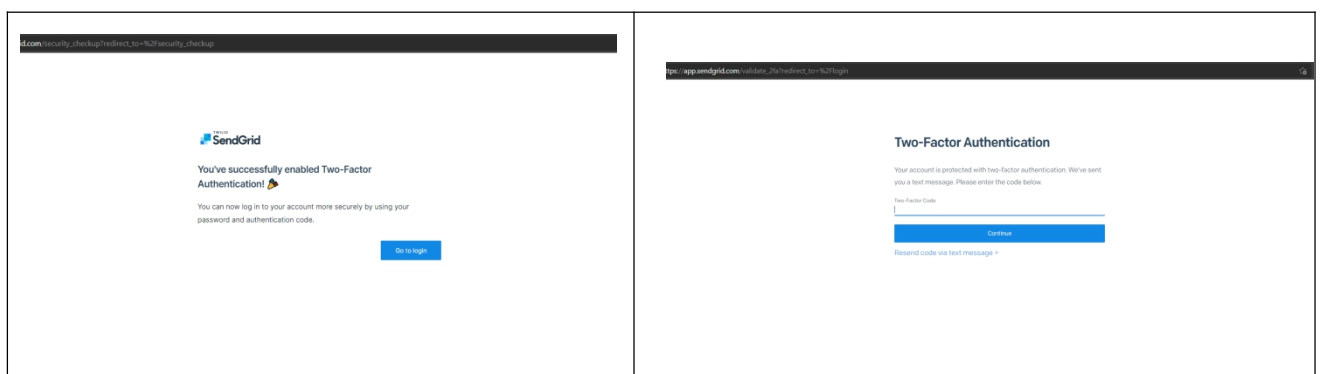 id.com/security_checkup?redirect_to=%2Fsecurity_checkup
TWILIO
SendGrid
You've successfully enabled Two-Factor
Authentication! 🎉
You can now log in to your account more securely by using your
password and authentication code.
Go to login
ttps://app.sendgrid.com/validate_2fa?redirect_to=%2Flogin
Two-Factor Authentication
Your account is protected with two-factor authentication. We've sent
you a text message. Please enter the code below.
Two-Factor Code
Continue
Resend code via text message >